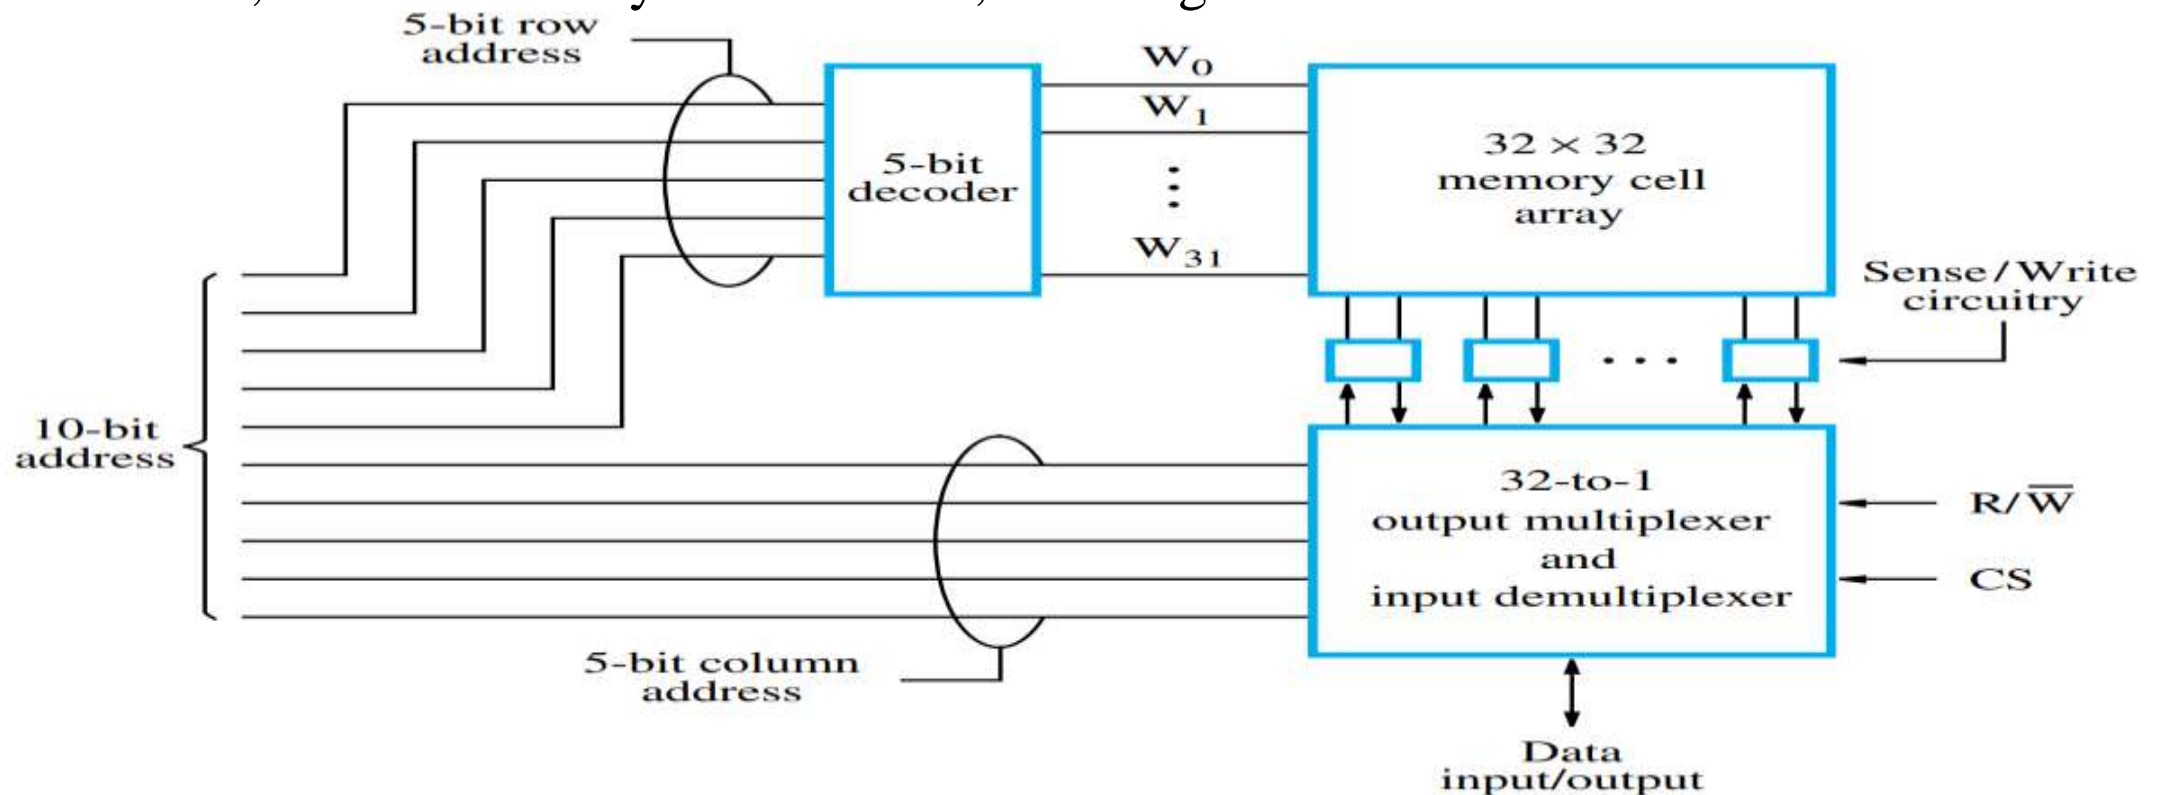 5-bit row
address
W0
W1
⋮
W31
5-bit
decoder
32 × 32
memory cell
array
Sense/Write
circuitry
. . .
10-bit
address
32-to-1
output multiplexer
and
input demultiplexer
R/W̅
CS
5-bit column
address
Data
input/output